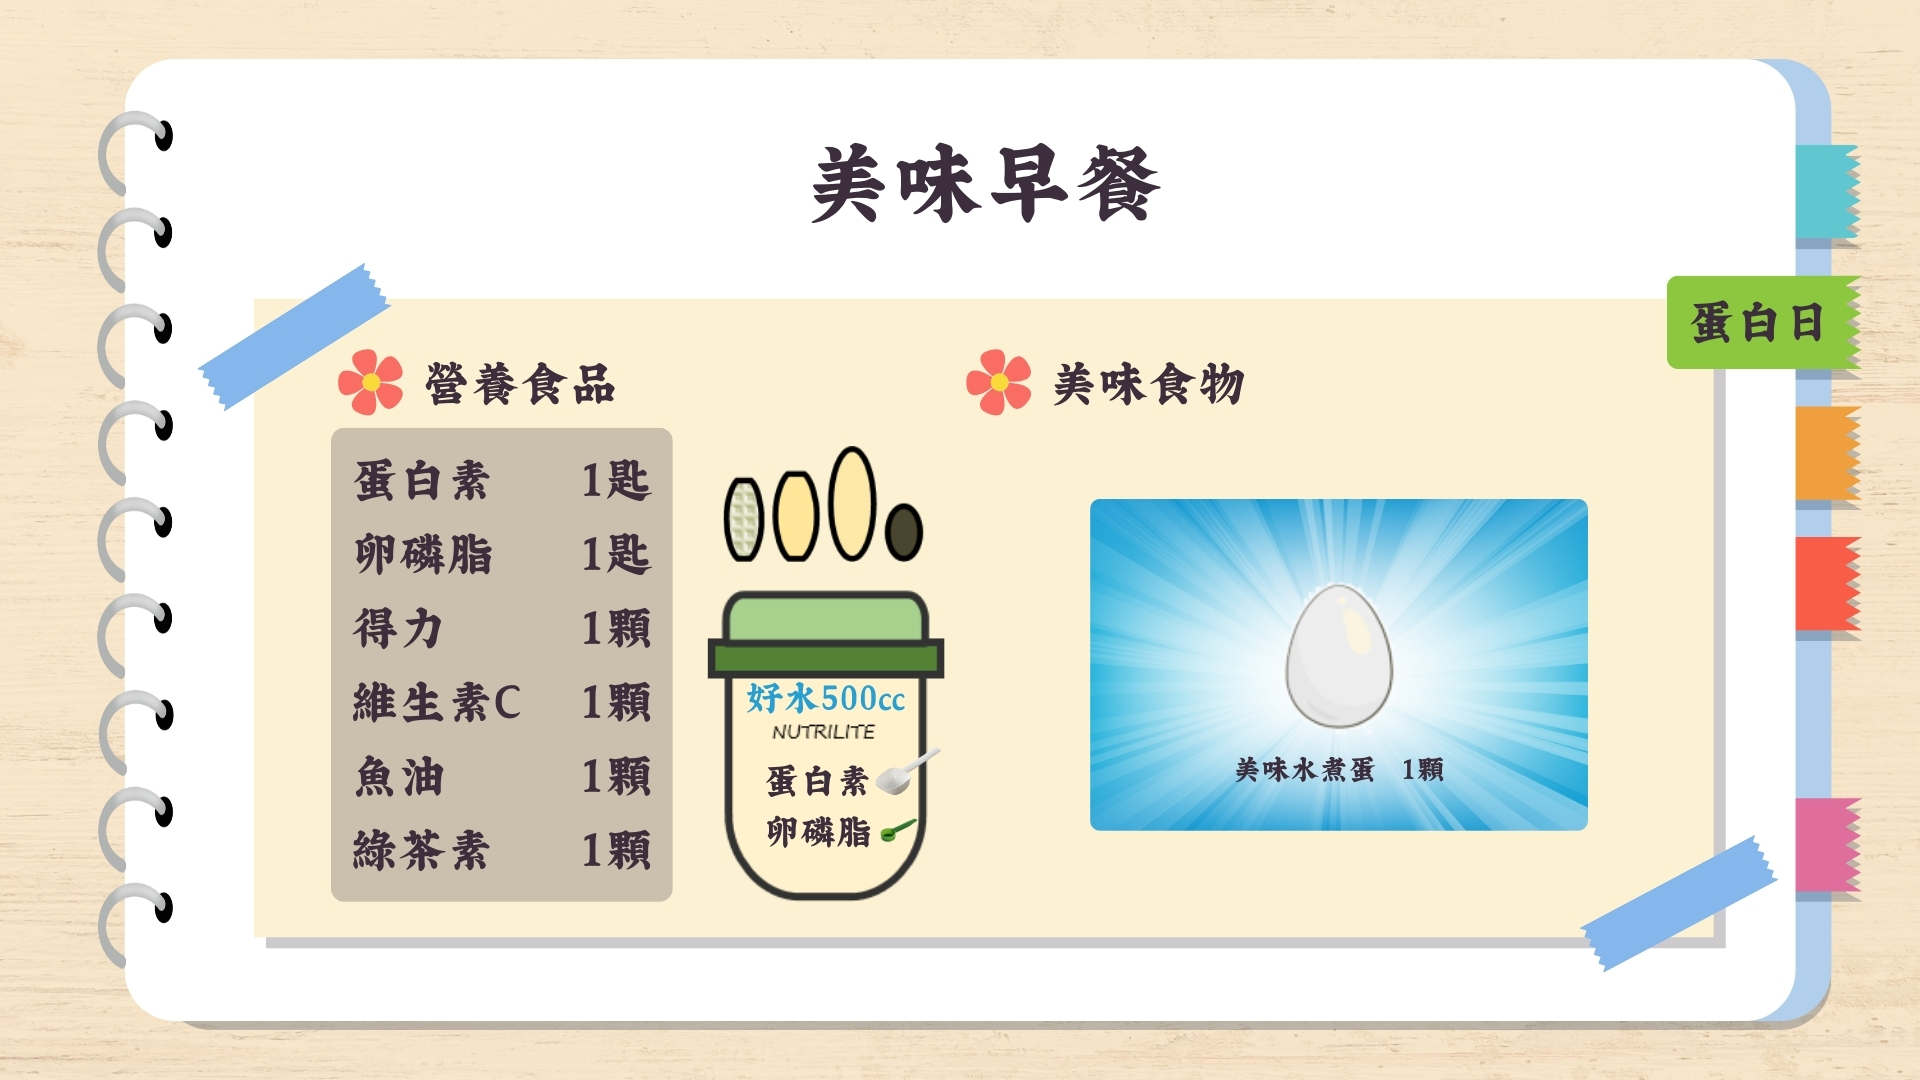 美味早餐
蛋白日
營養食品
蛋白素 1匙
卵磷脂 1匙
得力 1顆
維生素C 1顆
魚油 1顆
綠茶素 1顆
好水500cc
NUTRILITE
蛋白素
卵磷脂
美味食物
美味水煮蛋 1顆